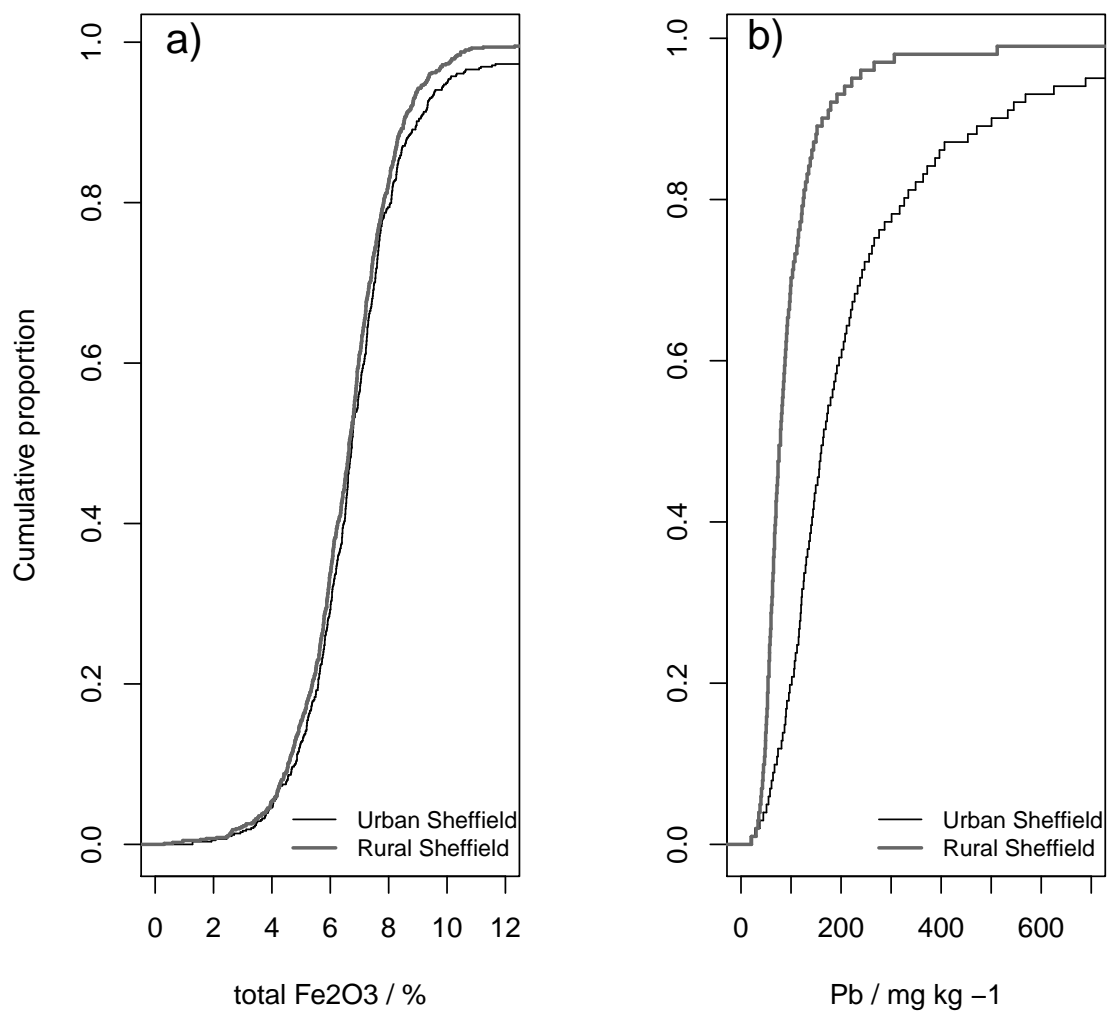 a)
Cumulative proportion
1.0
0.8
0.6
0.4
0.2
0.0
Urban Sheffield
Rural Sheffield
0 2 4 6 8 10 12
total Fe2O3 / %
b)
1.0
0.8
0.6
0.4
0.2
0.0
Urban Sheffield
Rural Sheffield
0 200 400 600
Pb / mg kg −1